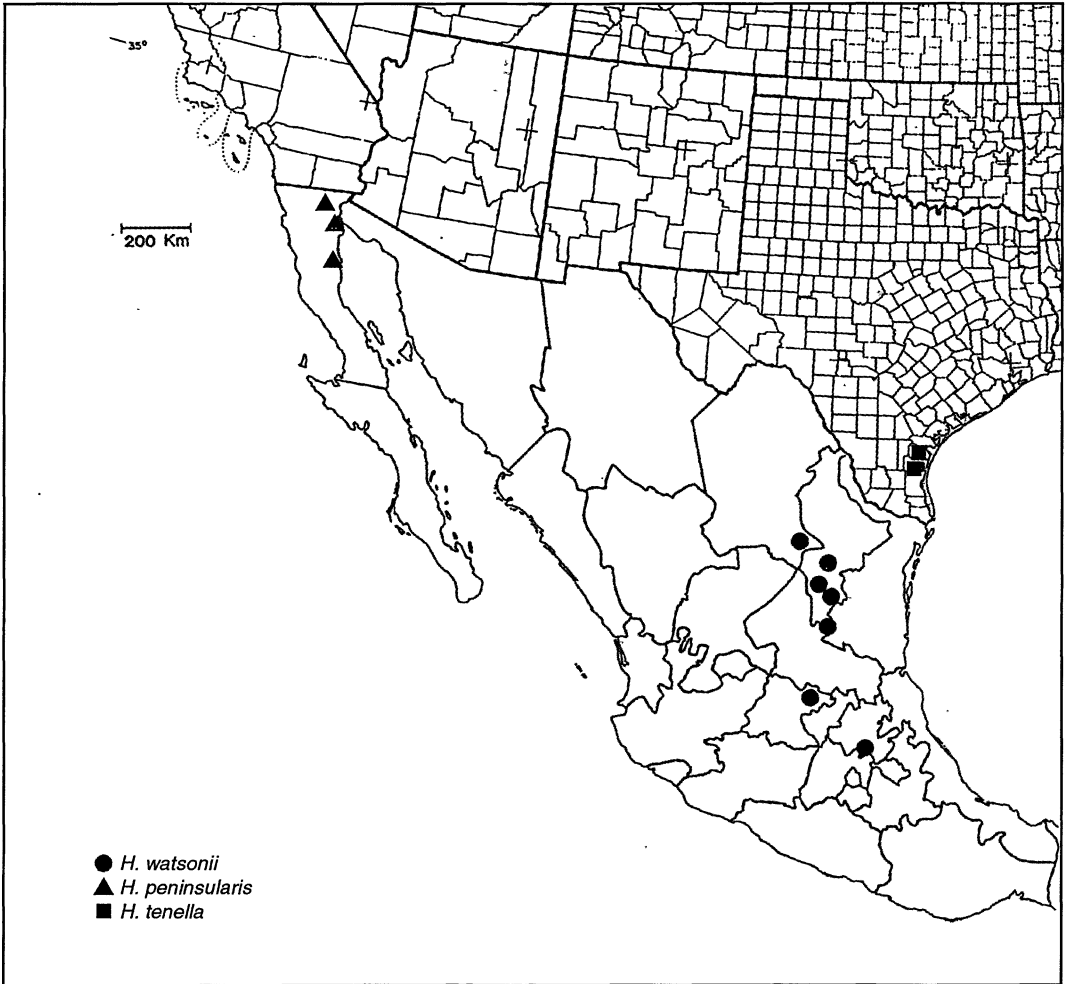 35°
200 Km
H. watsonii
H. peninsularis
H. tenella